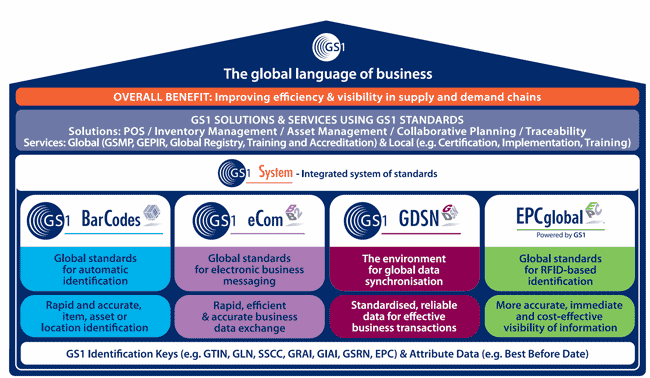 GS1
The global language of business
OVERALL BENEFIT: Improving efficiency & visibility in supply and demand chains
GS1 SOLUTIONS & SERVICES USING GS1 STANDARDS
Solutions: POS / Inventory Management / Asset Management / Collaborative Planning / Traceability
Services: Global (GSMP, GEPIR, Global Registry, Training and Accreditation) & Local (e.g. Certification, Implementation, Training)
GS1 System - Integrated system of standards
GS1 BarCodes
Global standards
for automatic
identification
Rapid and accurate,
item, asset or
location identification
GS1 eCom
Global standards
for electronic business
messaging
Rapid, efficient
& accurate business
data exchange
GS1 GDSN
The environment
for global data
synchronisation
Standardised, reliable
data for effective
business transactions
EPCglobal
Powered by GS1
Global standards
for RFID-based
identification
More accurate, immediate
and cost-effective
visibility of information
GS1 Identification Keys (e.g. GTIN, GLN, SSCC, GRAI, GIAI, GSRN, EPC) & Attribute Data (e.g. Best Before Date)